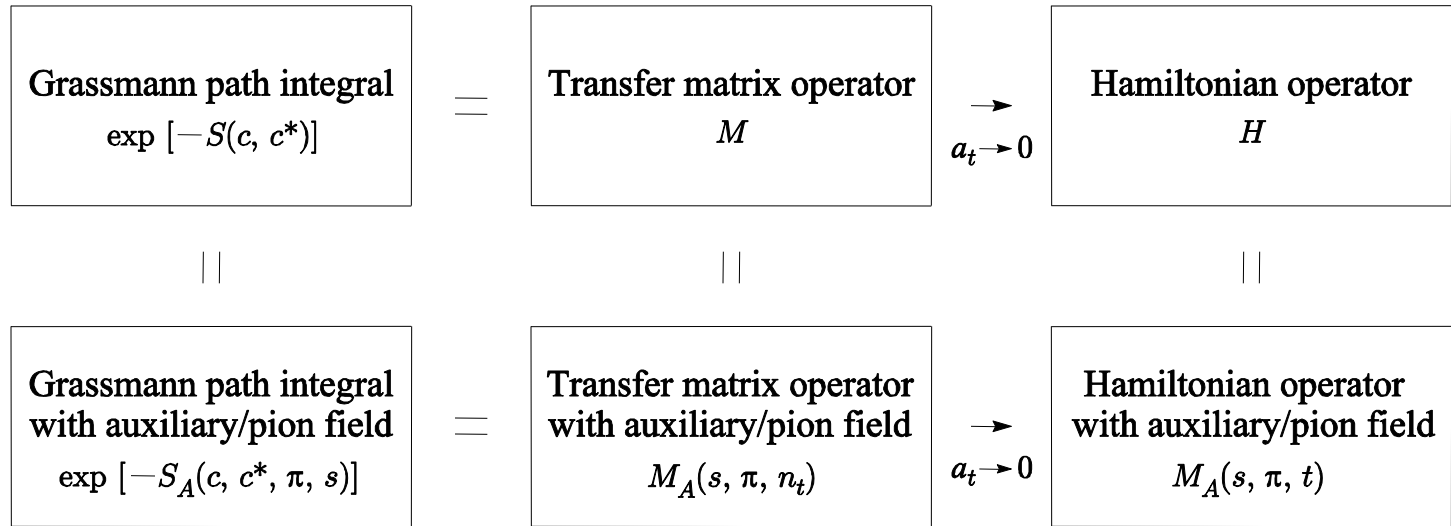 Grassmann path integral
exp [−S(c, c*)]
=
Transfer matrix operator
M
→
a_t→0
Hamiltonian operator
H
||
||
||
Grassmann path integral
with auxiliary/pion field
exp [−S_A(c, c*, π, s)]
=
Transfer matrix operator
with auxiliary/pion field
M_A(s, π, n_t)
→
a_t→0
Hamiltonian operator
with auxiliary/pion field
M_A(s, π, t)